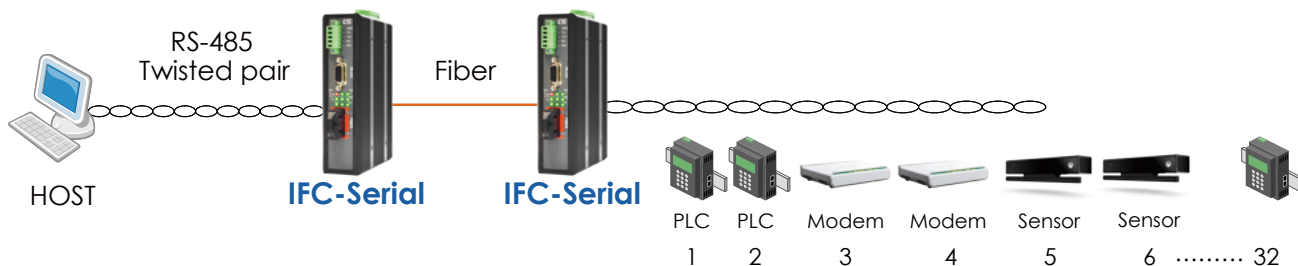 RS-485
Twisted pair
Fiber
HOST
IFC-Serial
IFC-Serial
PLC PLC Modem Modem Sensor Sensor
1 2 3 4 5 6 ......... 32